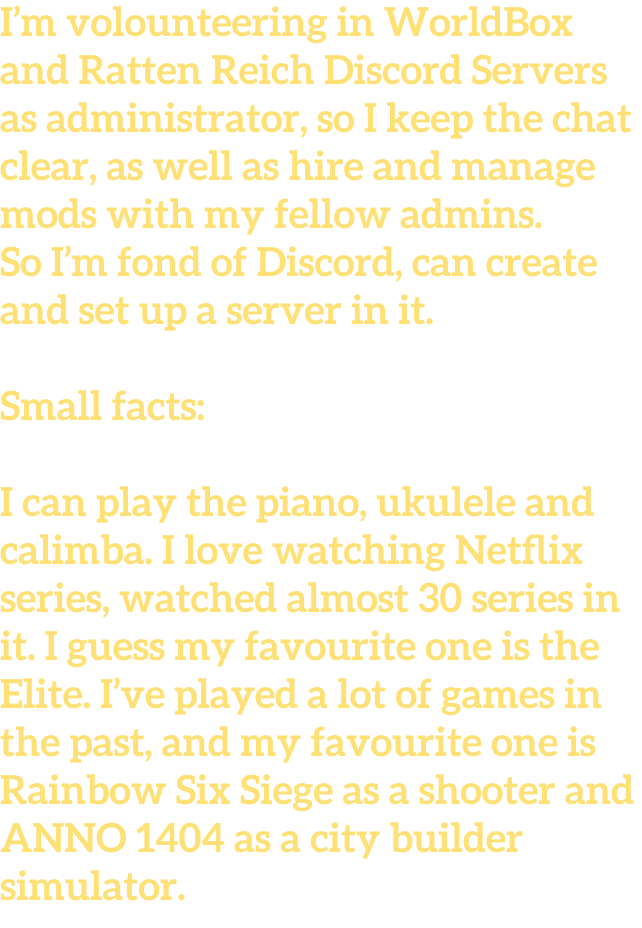 I’m volounteering in WorldBox
and Ratten Reich Discord Servers
as administrator, so I keep the chat
clear, as well as hire and manage
mods with my fellow admins.
So I’m fond of Discord, can create
and set up a server in it.
Small facts:
I can play the piano, ukulele and
calimba. I love watching Netflix
series, watched almost 30 series in
it. I guess my favourite one is the
Elite. I’ve played a lot of games in
the past, and my favourite one is
Rainbow Six Siege as a shooter and
ANNO 1404 as a city builder
simulator.